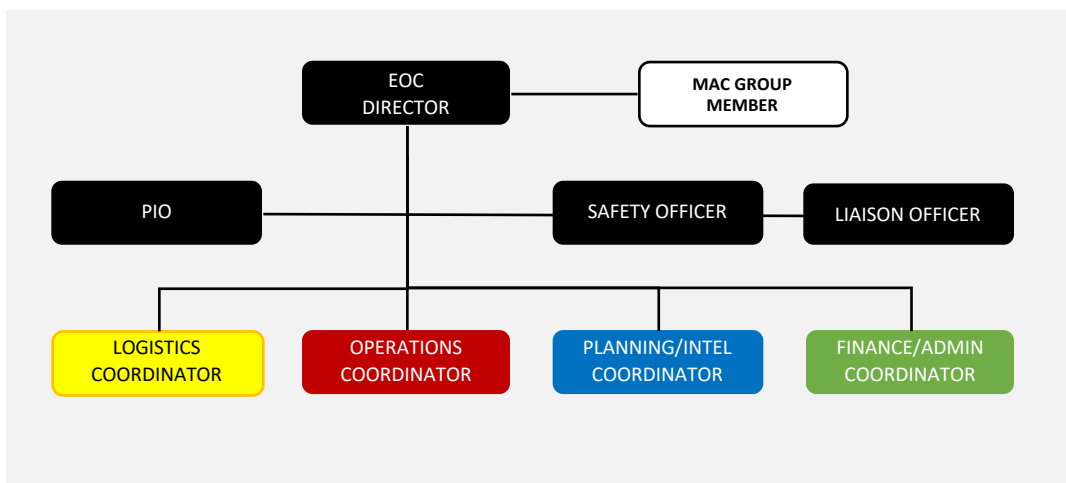 EOC
DIRECTOR
MAC GROUP
MEMBER
PIO
SAFETY OFFICER
LIAISON OFFICER
LOGISTICS
COORDINATOR
OPERATIONS
COORDINATOR
PLANNING/INTEL
COORDINATOR
FINANCE/ADMIN
COORDINATOR